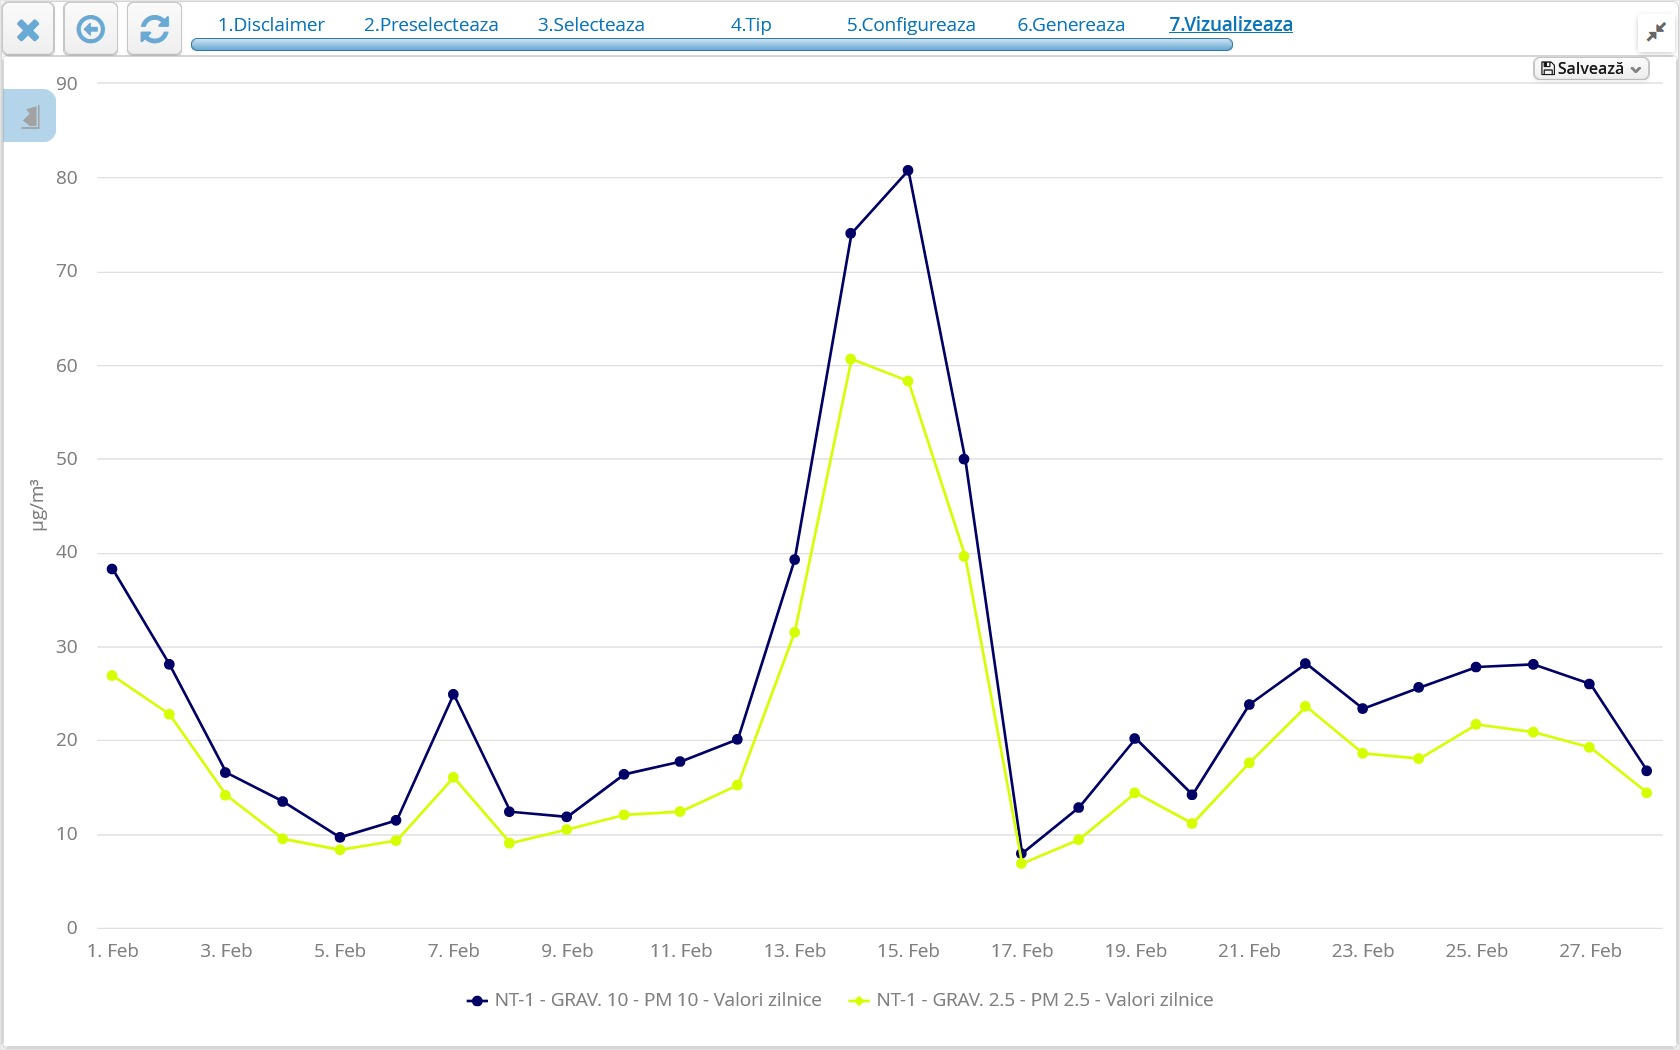 1.Disclaimer 2.Preselecteaza 3.Selecteaza 4.Tip 5.Configureaza 6.Genereaza 7.Vizualizeaza
Salvează
90
80
70
60
50
40
30
20
10
0
µg/m³
1. Feb 3. Feb 5. Feb 7. Feb 9. Feb 11. Feb 13. Feb 15. Feb 17. Feb 19. Feb 21. Feb 23. Feb 25. Feb 27. Feb
NT-1 - GRAV. 10 - PM 10 - Valori zilnice NT-1 - GRAV. 2.5 - PM 2.5 - Valori zilnice